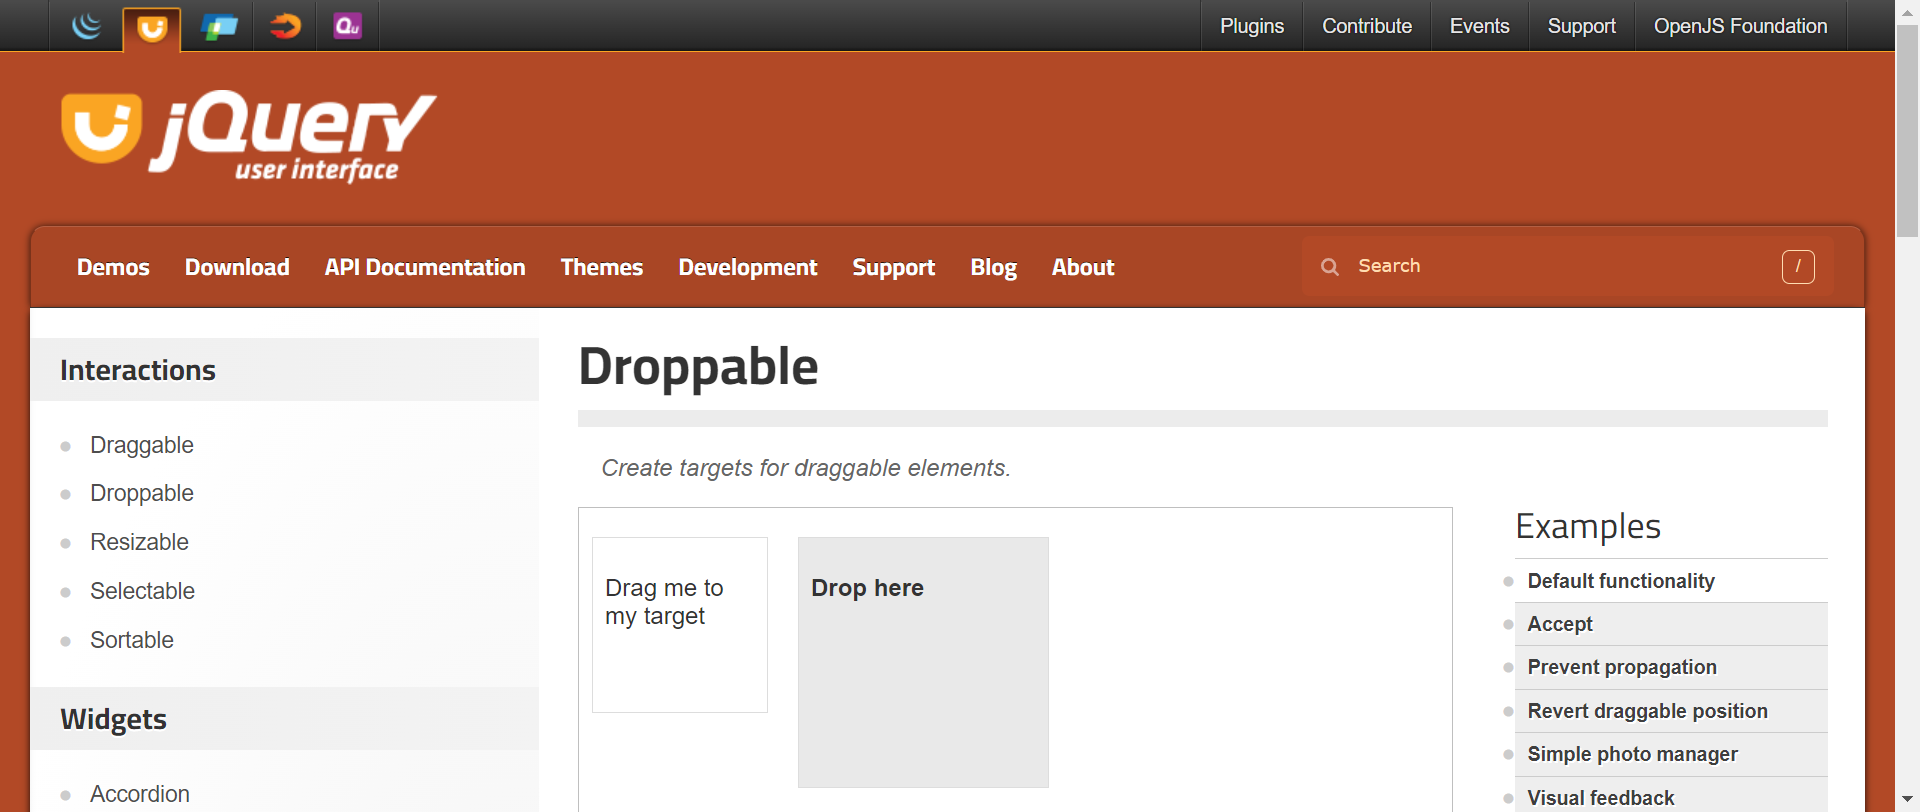 Qu
Plugins
Contribute
Events
Support
OpenJS Foundation
jQuery
user interface
Demos
Download
API Documentation
Themes
Development
Support
Blog
About
Search
/
Interactions
Draggable
Droppable
Resizable
Selectable
Sortable
Widgets
Accordion
Droppable
Create targets for draggable elements.
Drag me to
my target
Drop here
Examples
Default functionality
Accept
Prevent propagation
Revert draggable position
Simple photo manager
Visual feedback